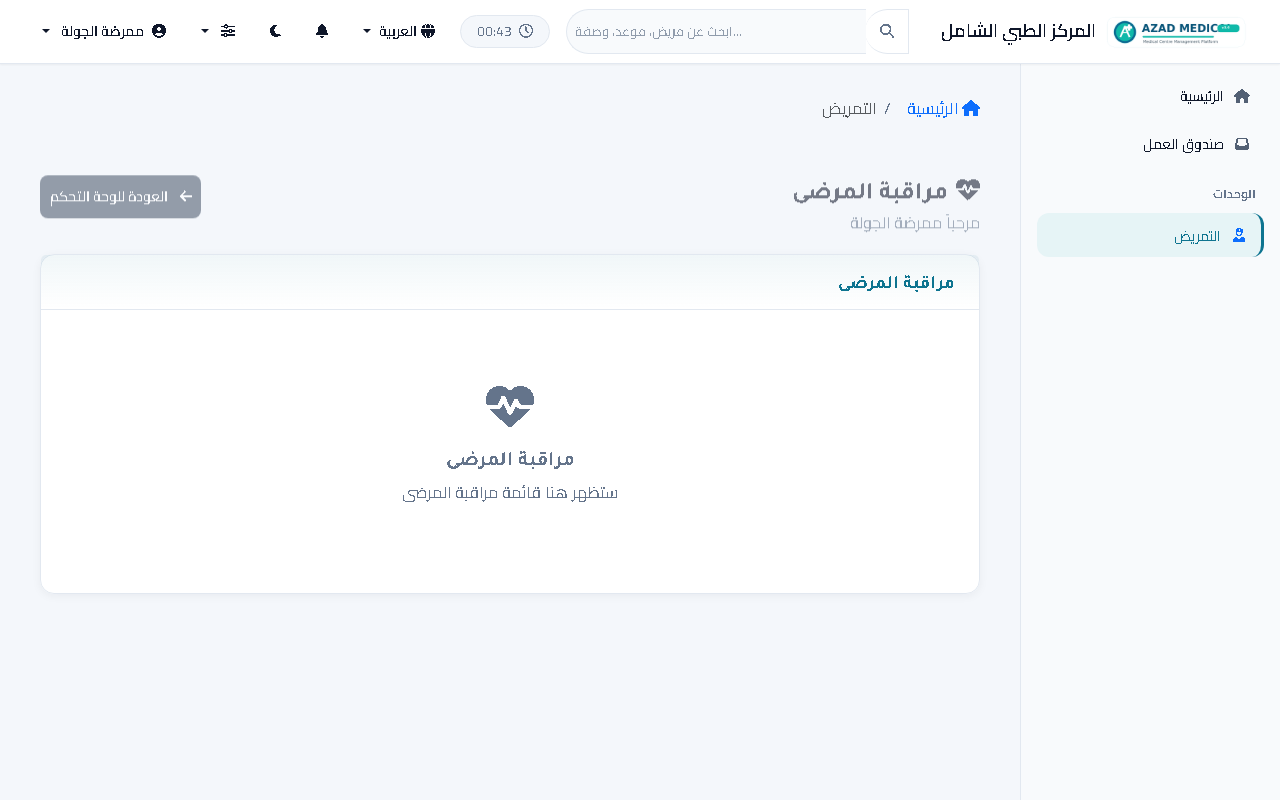 AZAD MEDIC
Medical Centre Management Platform
المركز الطبي الشامل
ابحث عن مريض، موعد، وصفة...
00:43
العربية
ممرضة الجولة
الرئيسية
صندوق العمل
الوحدات
التمريض
الرئيسية / التمريض
مراقبة المرضى
مرحباً ممرضة الجولة
العودة للوحة التحكم
مراقبة المرضى
مراقبة المرضى
ستظهر هنا قائمة مراقبة المرضى